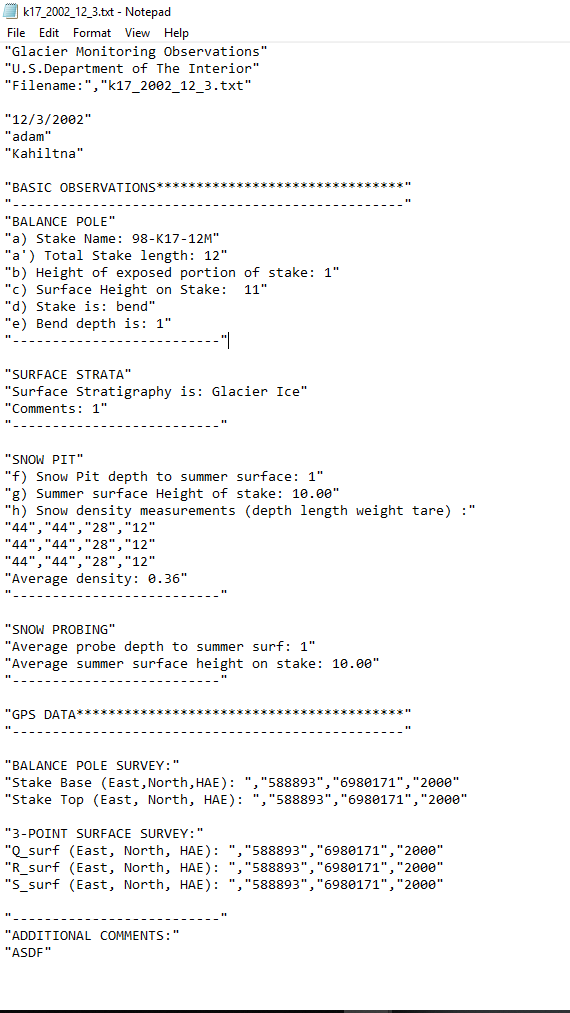 k17_2002_12_3.txt - Notepad
File Edit Format View Help
"Glacier Monitoring Observations"
"U.S.Department of The Interior"
"Filename:","k17_2002_12_3.txt"
"12/3/2002"
"adam"
"Kahiltna"
"BASIC OBSERVATIONS*******************************"
"-------------------------------------------------"
"BALANCE POLE"
"a) Stake Name: 98-K17-12M"
"a') Total Stake length: 12"
"b) Height of exposed portion of stake: 1"
"c) Surface Height on Stake:  11"
"d) Stake is: bend"
"e) Bend depth is: 1"
"--------------------------"
"SURFACE STRATA"
"Surface Stratigraphy is: Glacier Ice"
"Comments: 1"
"--------------------------"
"SNOW PIT"
"f) Snow Pit depth to summer surface: 1"
"g) Summer surface Height of stake: 10.00"
"h) Snow density measurements (depth length weight tare) :"
"44","44","28","12"
"44","44","28","12"
"44","44","28","12"
"Average density: 0.36"
"--------------------------"
"SNOW PROBING"
"Average probe depth to summer surf: 1"
"Average summer surface height on stake: 10.00"
"--------------------------"
"GPS DATA*****************************************"
"-------------------------------------------------"
"BALANCE POLE SURVEY:"
"Stake Base (East,North,HAE): ","588893","6980171","2000"
"Stake Top (East, North, HAE): ","588893","6980171","2000"
"3-POINT SURFACE SURVEY:"
"Q_surf (East, North, HAE): ","588893","6980171","2000"
"R_surf (East, North, HAE): ","588893","6980171","2000"
"S_surf (East, North, HAE): ","588893","6980171","2000"
"--------------------------"
"ADDITIONAL COMMENTS:"
"ASDF"